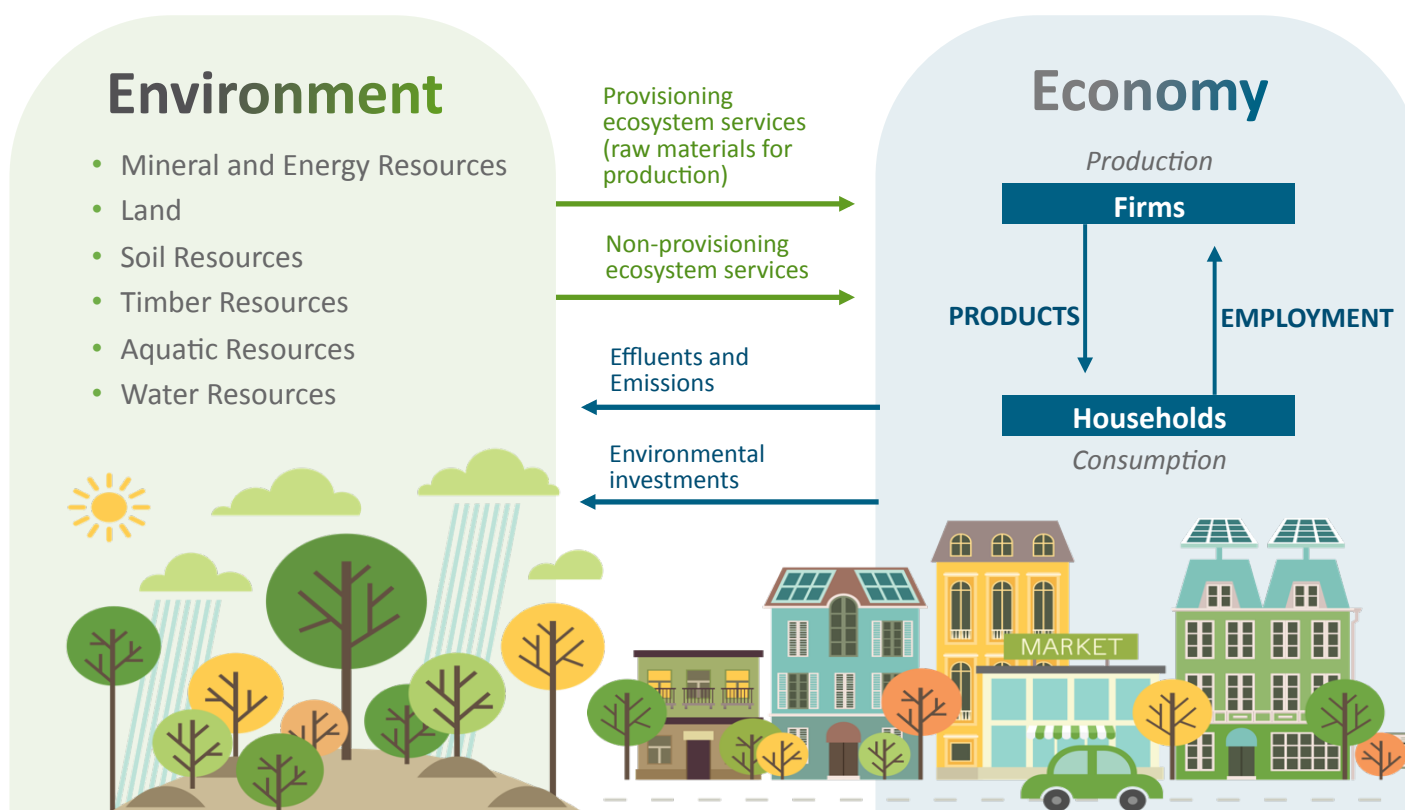 Environment
• Mineral and Energy Resources
• Land
• Soil Resources
• Timber Resources
• Aquatic Resources
• Water Resources
Provisioning
ecosystem services
(raw materials for
production)
Non-provisioning
ecosystem services
Effluents and
Emissions
Environmental
investments
Economy
Production
Firms
PRODUCTS
EMPLOYMENT
Households
Consumption
MARKET